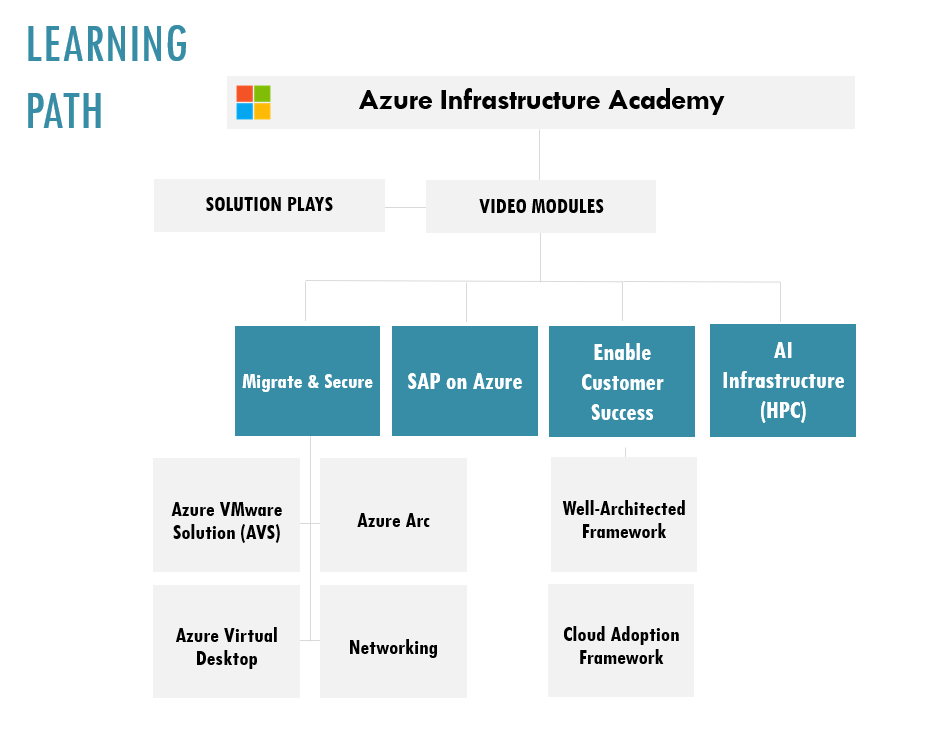 LEARNING
PATH
Azure Infrastructure Academy
SOLUTION PLAYS
VIDEO MODULES
Migrate & Secure
SAP on Azure
Enable
Customer
Success
AI
Infrastructure
(HPC)
Azure VMware
Solution (AVS)
Azure Arc
Well-Architected
Framework
Azure Virtual
Desktop
Networking
Cloud Adoption
Framework